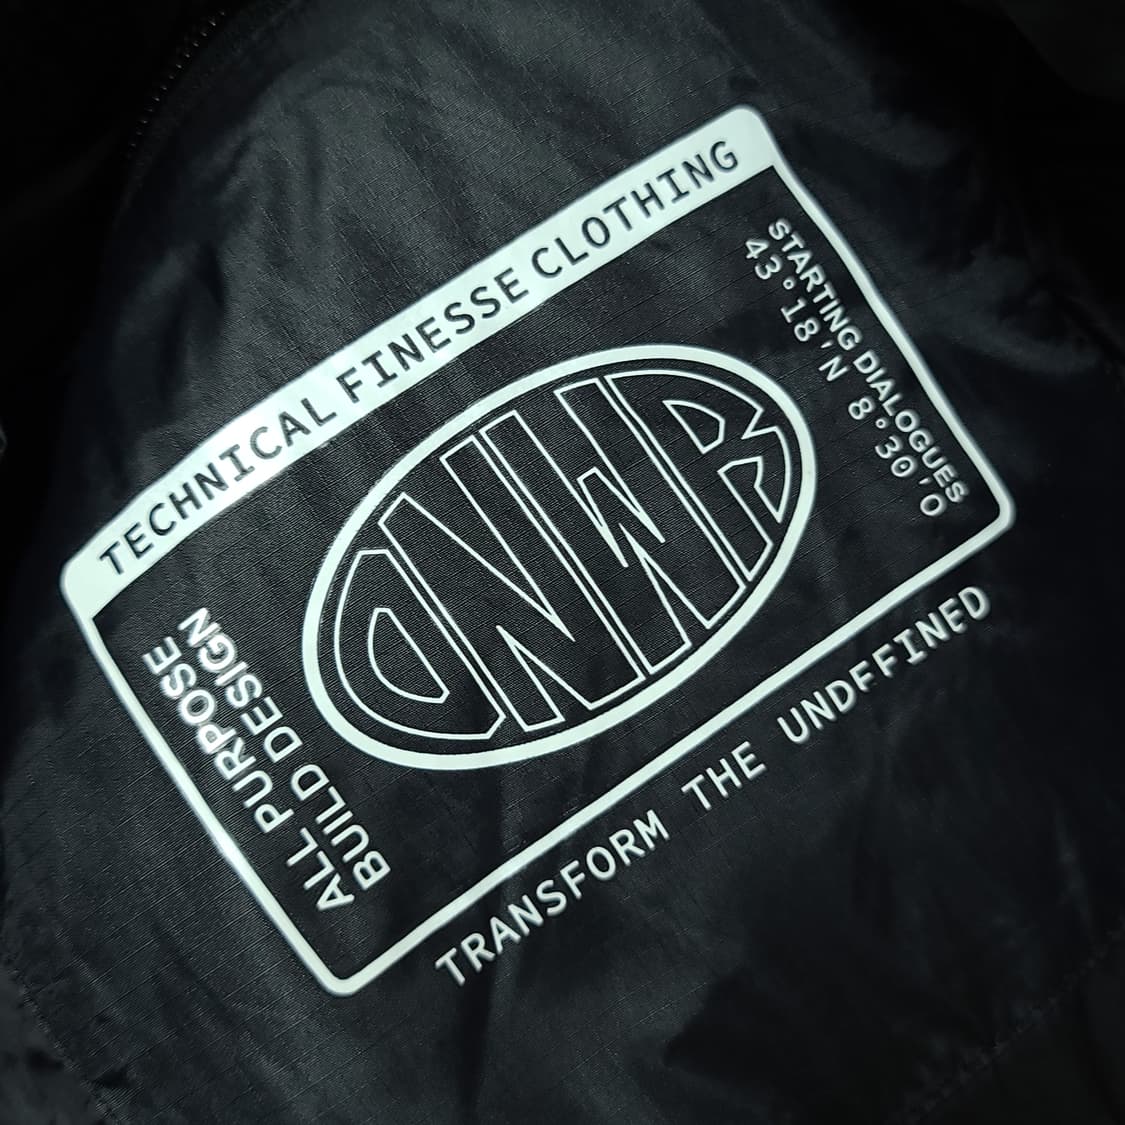 TECHNICAL FINESSE CLOTHING
STARTING DIALOGUES
43°18'N 8°30'O
ONWR
ALL PURPOSE
BUILD DESIGN
TRANSFORM THE UNDEFINED